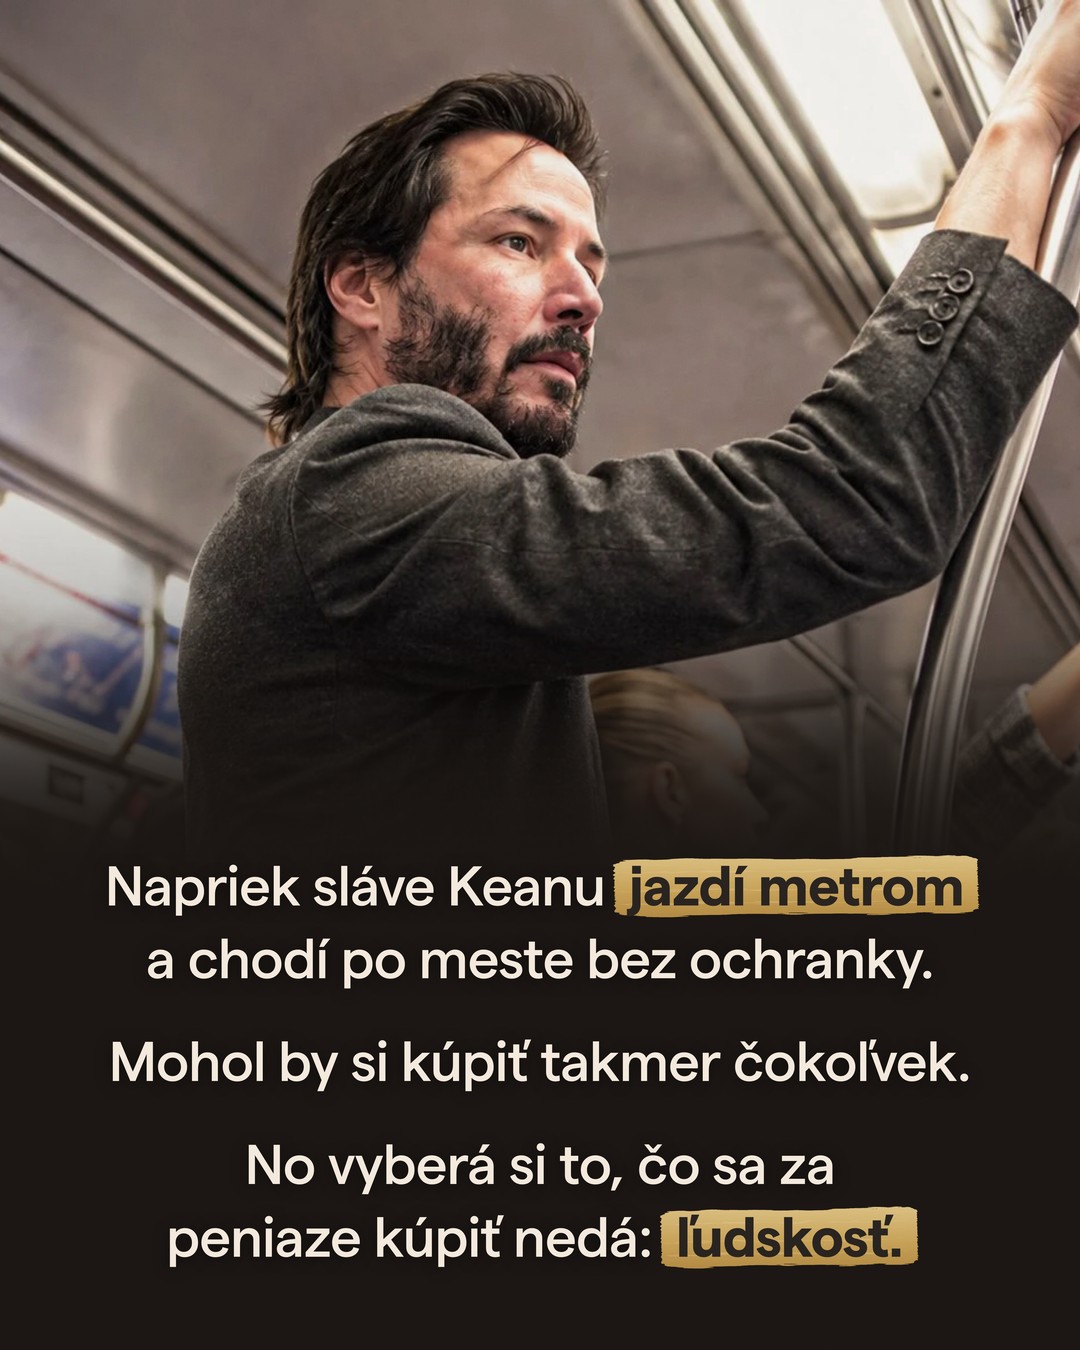 Napriek sláve Keanu jazdí metrom
a chodí po meste bez ochranky.
Mohol by si kúpiť takmer čokoľvek.
No vyberá si to, čo sa za
peniaze kúpiť nedá: ľudskosť.